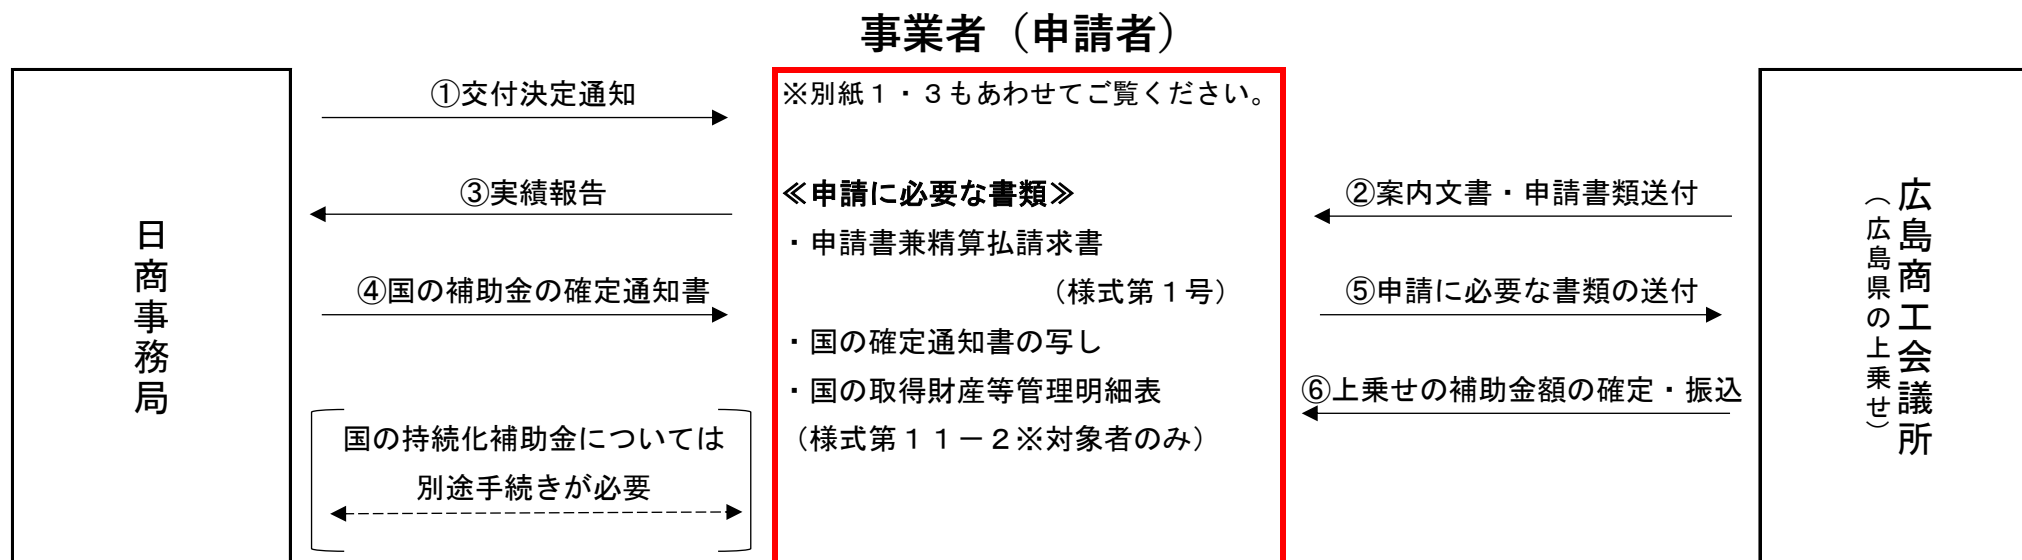 事業者（申請者）
日商事務局
①交付決定通知
③実績報告
④国の補助金の確定通知書
国の持続化補助金については
別途手続きが必要
※別紙１・３もあわせてご覧ください。
≪申請に必要な書類≫
・申請書兼精算払請求書
（様式第１号）
・国の確定通知書の写し
・国の取得財産等管理明細表
（様式第１１－２※対象者のみ）
②案内文書・申請書類送付
⑤申請に必要な書類の送付
⑥上乗せの補助金額の確定・振込
広島商工会議所
（広島県の上乗せ）